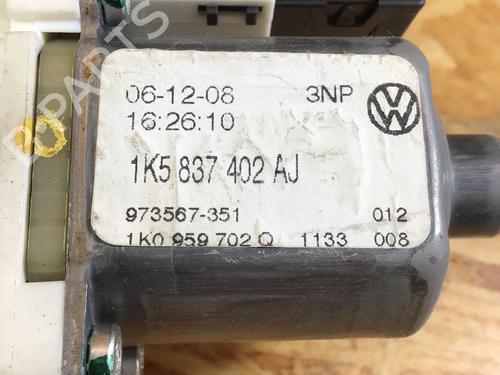 06-12-08 3NP
16:26:10
1K5 837 402 AJ
973567-351 012
1K0 959 702 Q 1133 008
B-PARTS